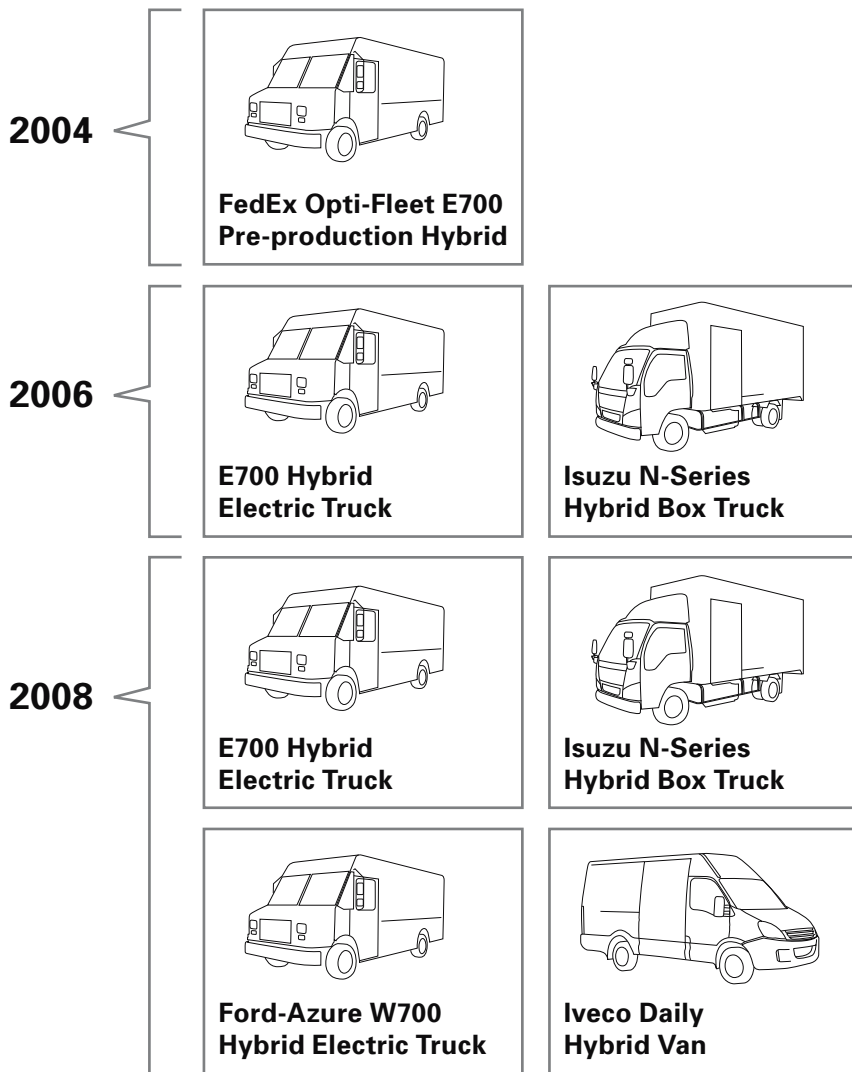 2004
FedEx Opti-Fleet E700
Pre-production Hybrid
2006
E700 Hybrid
Electric Truck
Isuzu N-Series
Hybrid Box Truck
2008
E700 Hybrid
Electric Truck
Isuzu N-Series
Hybrid Box Truck
Ford-Azure W700
Hybrid Electric Truck
Iveco Daily
Hybrid Van